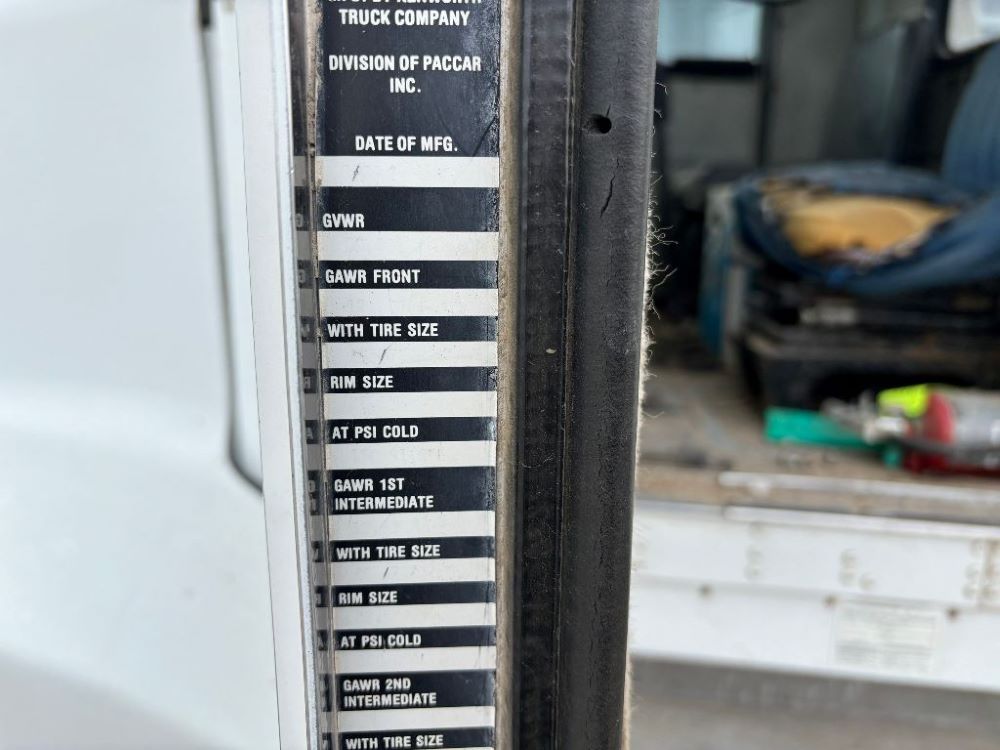 TRUCK COMPANY
DIVISION OF PACCAR
INC.
DATE OF MFG.
GVWR
GAWR FRONT
WITH TIRE SIZE
RIM SIZE
AT PSI COLD
GAWR 1ST
INTERMEDIATE
WITH TIRE SIZE
RIM SIZE
AT PSI COLD
GAWR 2ND
INTERMEDIATE
WITH TIRE SIZE